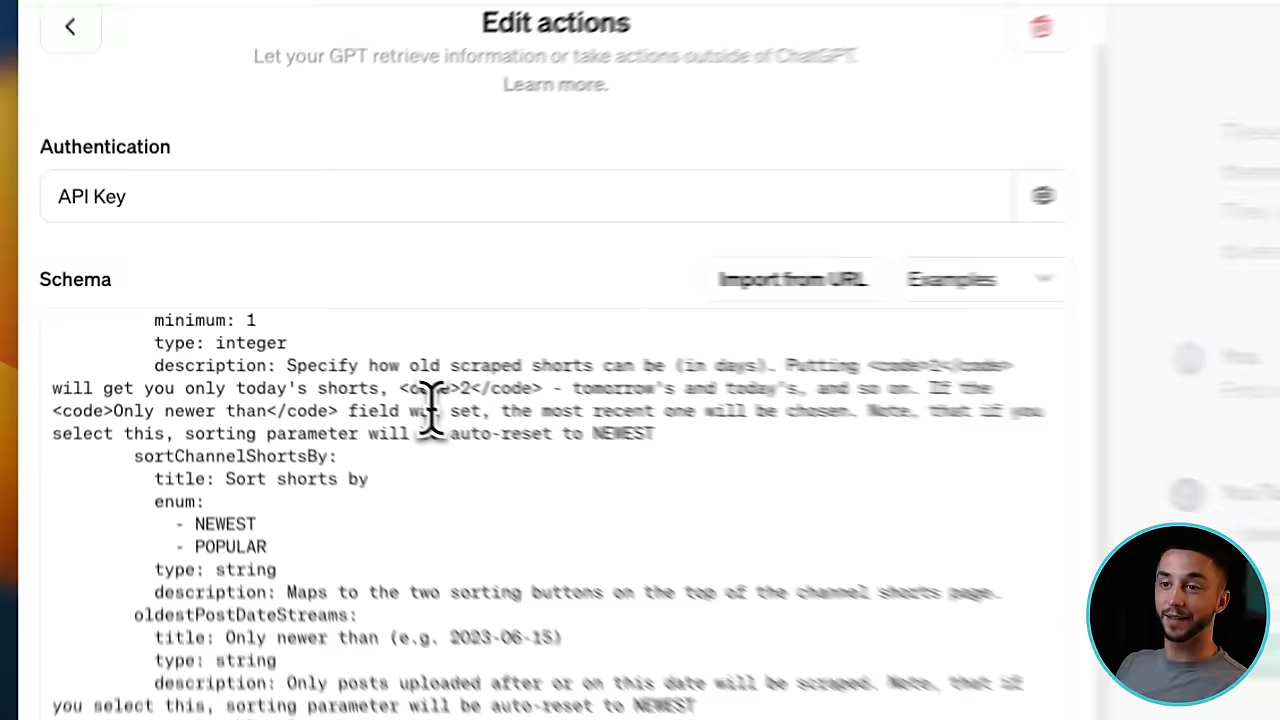 Edit actions
Let your GPT retrieve information or take actions outside of ChatGPT.
Learn more.
Authentication
API Key
Schema
Import from URL
Examples
minimum: 1
type: integer
description: Specify how old scraped shorts can be (in days). Putting <code>1</code>
will get you only today's shorts, <code>2</code> - tomorrow's and today's, and so on. If the
<code>Only newer than</code> field was set, the most recent one will be chosen. Note, that if you
select this, sorting parameter will be auto-reset to NEWEST
sortChannelShortsBy:
title: Sort shorts by
enum:
- NEWEST
- POPULAR
type: string
description: Maps to the two sorting buttons on the top of the channel shorts page.
oldestPostDateStreams:
title: Only newer than (e.g. 2023-06-15)
type: string
description: Only posts uploaded after or on this date will be scraped. Note, that if
you select this, sorting parameter will be auto-reset to NEWEST